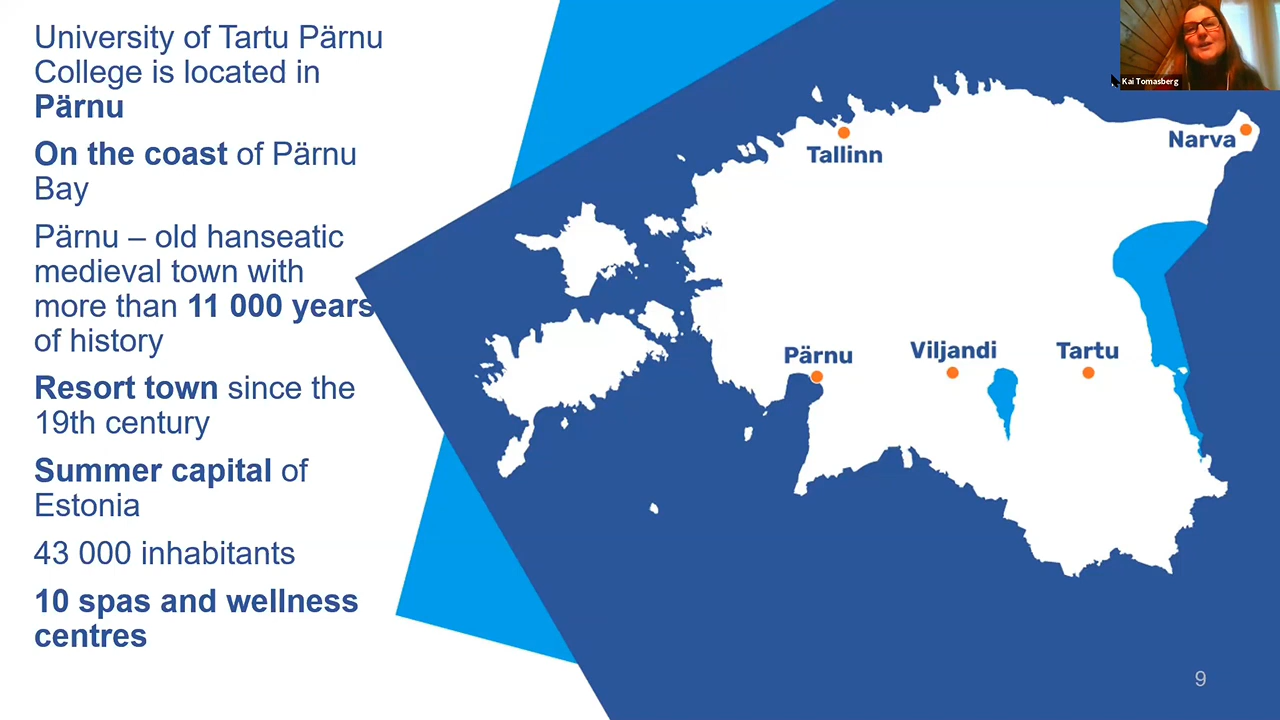 University of Tartu Pärnu
College is located in
Pärnu
On the coast of Pärnu
Bay
Pärnu – old hanseatic
medieval town with
more than 11 000 years
of history
Resort town since the
19th century
Summer capital of
Estonia
43 000 inhabitants
10 spas and wellness
centres
Kai Tomasberg
Tallinn
Narva
Pärnu
Viljandi
Tartu
9